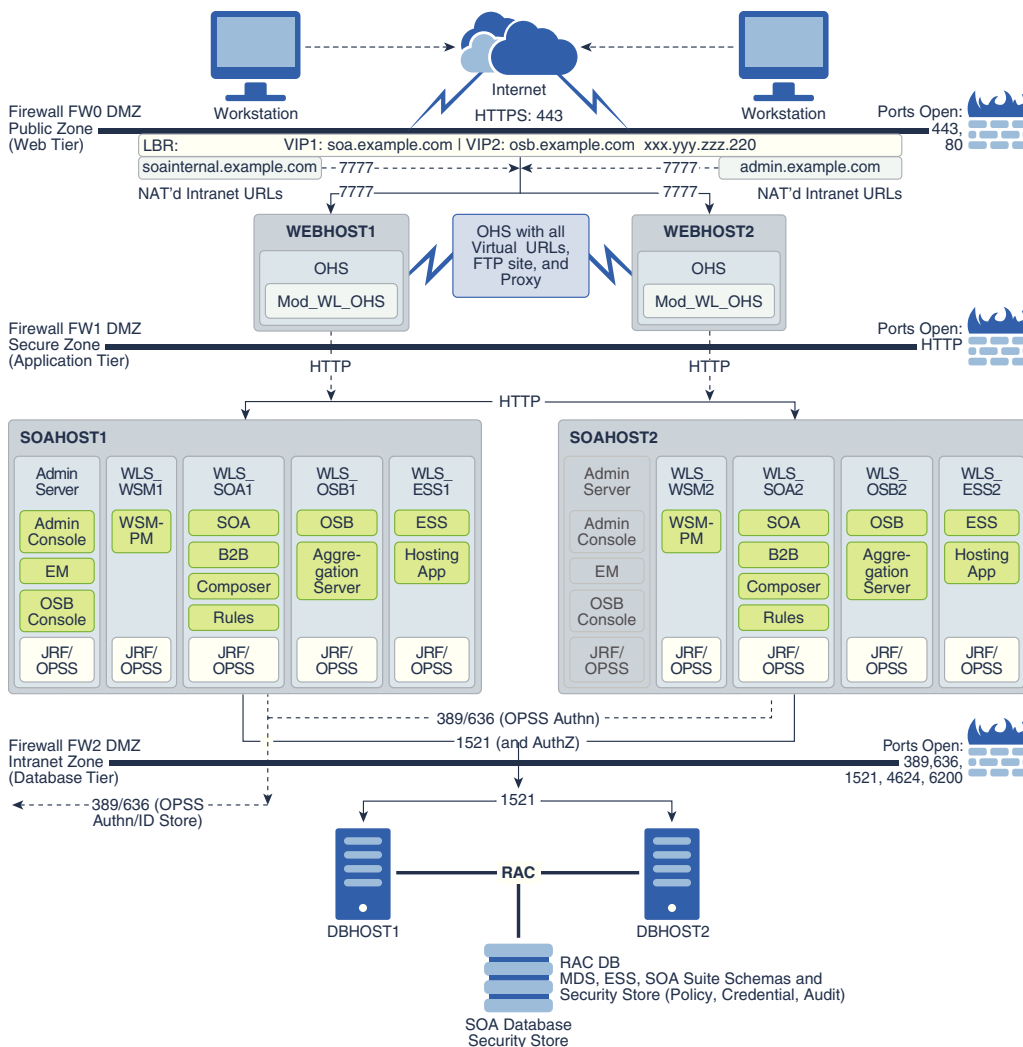 Workstation
Internet
HTTPS: 443
Workstation
Firewall FW0 DMZ
Public Zone
(Web Tier)
Ports Open:
443,
80
LBR: VIP1: soa.example.com | VIP2: osb.example.com xxx.yyy.zzz.220
soainternal.example.com
7777
7777
admin.example.com
NAT'd Intranet URLs
7777
7777
NAT'd Intranet URLs
WEBHOST1
OHS
Mod_WL_OHS
OHS with all
Virtual URLs,
FTP site, and
Proxy
WEBHOST2
OHS
Mod_WL_OHS
Firewall FW1 DMZ
Secure Zone
(Application Tier)
Ports Open:
HTTP
HTTP
HTTP
HTTP
SOAHOST1
Admin
Server
Admin
Console
EM
OSB
Console
JRF/
OPSS
WLS_
WSM1
WSM-
PM
JRF/
OPSS
WLS_
SOA1
SOA
B2B
Composer
Rules
JRF/
OPSS
WLS_
OSB1
OSB
Aggre-
gation
Server
JRF/
OPSS
WLS_
ESS1
ESS
Hosting
App
JRF/
OPSS
SOAHOST2
Admin
Server
Admin
Console
EM
OSB
Console
JRF/
OPSS
WLS_
WSM2
WSM-
PM
JRF/
OPSS
WLS_
SOA2
SOA
B2B
Composer
Rules
JRF/
OPSS
WLS_
OSB2
OSB
Aggre-
gation
Server
JRF/
OPSS
WLS_
ESS2
ESS
Hosting
App
JRF/
OPSS
389/636 (OPSS Authn)
1521 (and AuthZ)
Firewall FW2 DMZ
Intranet Zone
(Database Tier)
Ports Open:
389,636,
1521, 4624, 6200
389/636 (OPSS
Authn/ID Store)
1521
RAC
DBHOST1
DBHOST2
RAC DB
MDS, ESS, SOA Suite Schemas and
Security Store (Policy, Credential, Audit)
SOA Database
Security Store